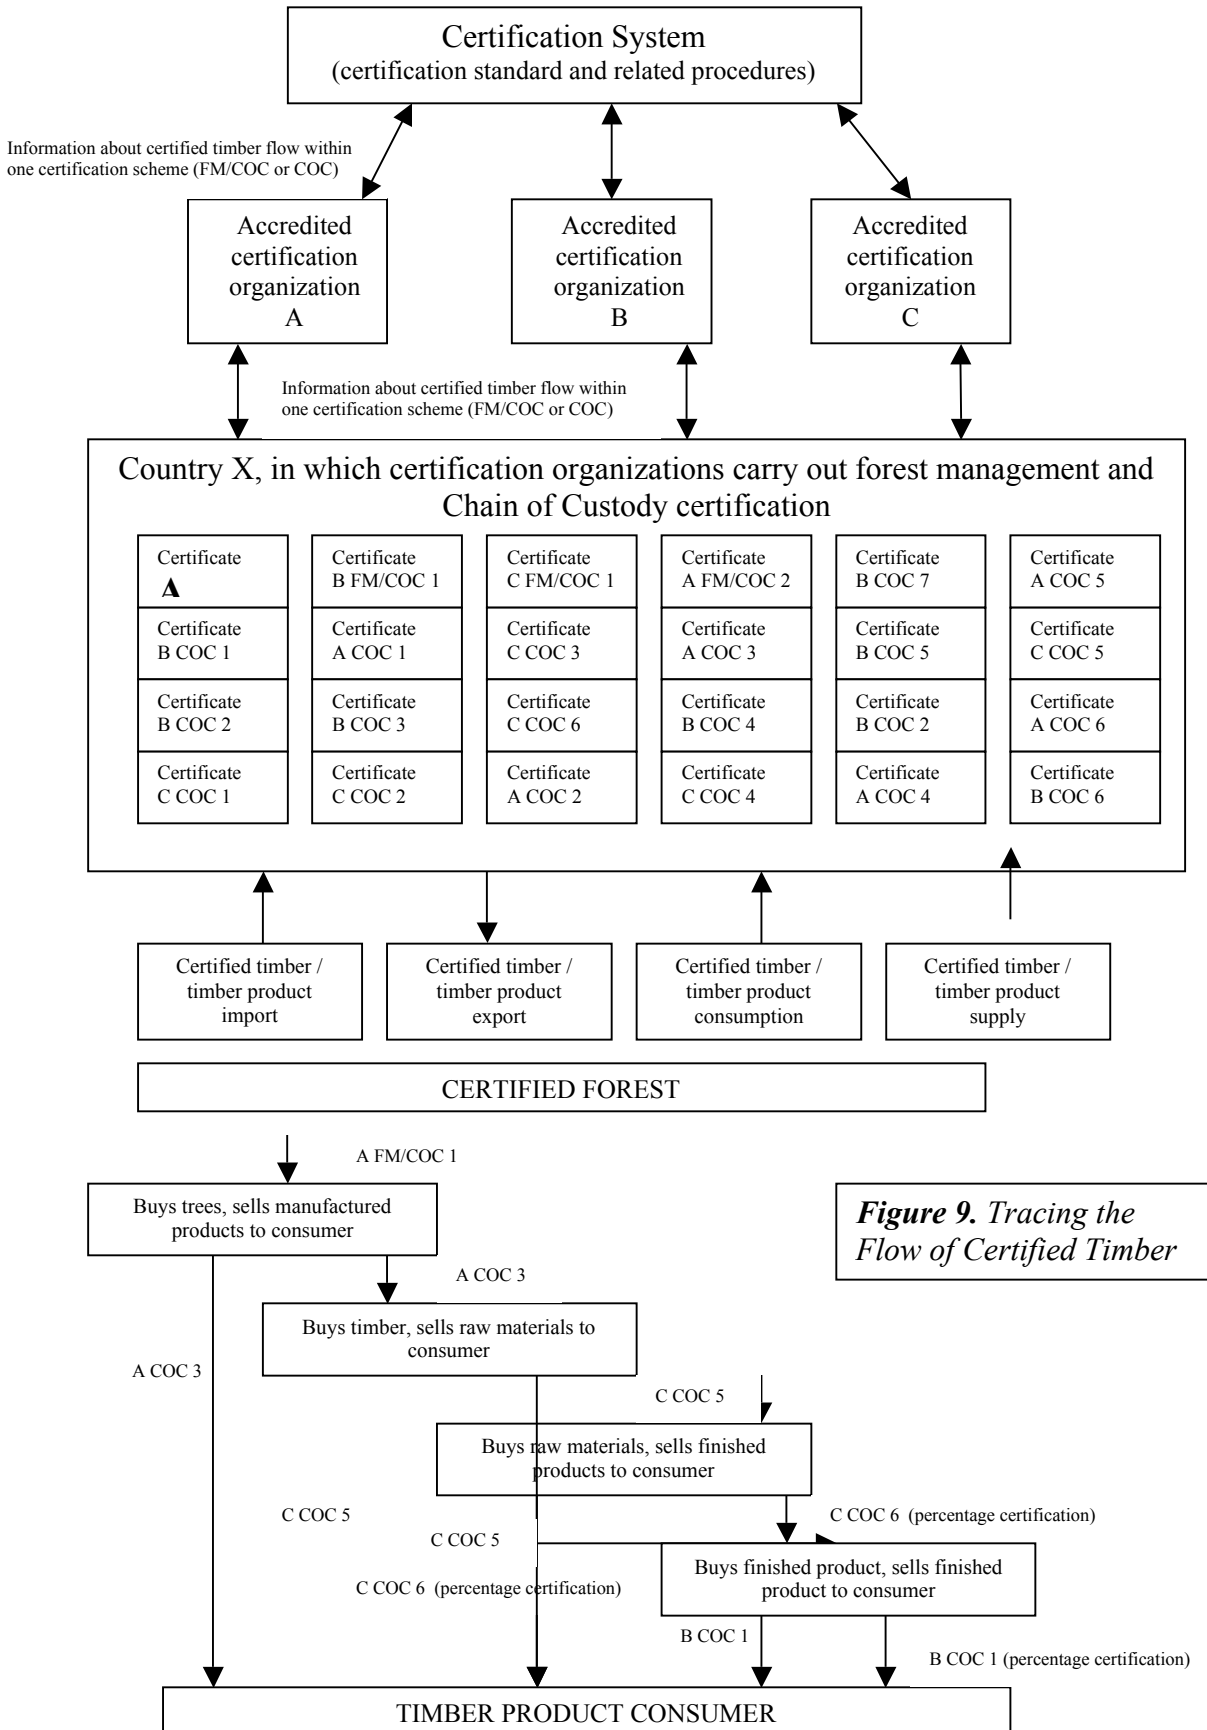 Certification System
(certification standard and related procedures)
Information about certified timber flow within
one certification scheme (FM/COC or COC)
Accredited
certification
organization
A
Accredited
certification
organization
B
Accredited
certification
organization
C
Information about certified timber flow within
one certification scheme (FM/COC or COC)
Country X, in which certification organizations carry out forest management and
Chain of Custody certification
Certificate
A
Certificate
B FM/COC 1
Certificate
C FM/COC 1
Certificate
A FM/COC 2
Certificate
B COC 7
Certificate
A COC 5
Certificate
B COC 1
Certificate
A COC 1
Certificate
C COC 3
Certificate
A COC 3
Certificate
B COC 5
Certificate
C COC 5
Certificate
B COC 2
Certificate
B COC 3
Certificate
C COC 6
Certificate
B COC 4
Certificate
B COC 2
Certificate
A COC 6
Certificate
C COC 1
Certificate
C COC 2
Certificate
A COC 2
Certificate
C COC 4
Certificate
A COC 4
Certificate
B COC 6
Certified timber /
timber product
import
Certified timber /
timber product
export
Certified timber /
timber product
consumption
Certified timber /
timber product
supply
CERTIFIED FOREST
A FM/COC 1
Buys trees, sells manufactured
products to consumer
Figure 9. Tracing the
Flow of Certified Timber
A COC 3
Buys timber, sells raw materials to
consumer
A COC 3
C COC 5
Buys raw materials, sells finished
products to consumer
C COC 5
C COC 6 (percentage certification)
C COC 5
Buys finished product, sells finished
product to consumer
C COC 6 (percentage certification)
B COC 1
B COC 1 (percentage certification)
TIMBER PRODUCT CONSUMER